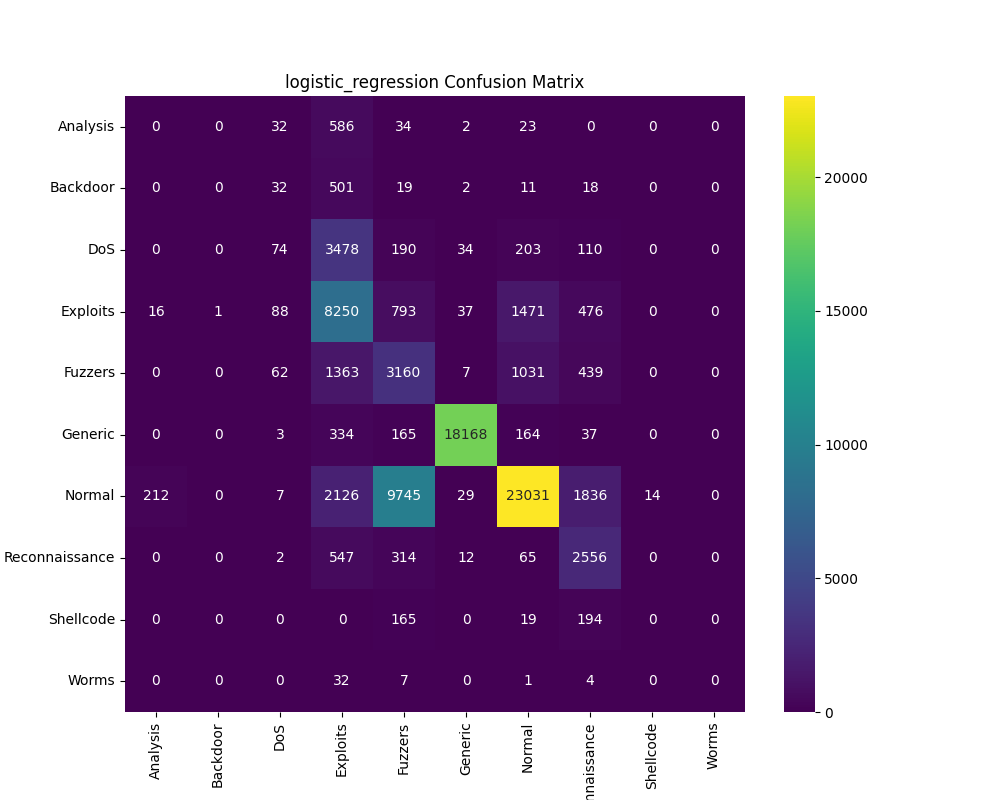 logistic_regression Confusion Matrix
Analysis 0 0 32 586 34 2 23 0 0 0
Backdoor 0 0 32 501 19 2 11 18 0 0
DoS 0 0 74 3478 190 34 203 110 0 0
Exploits 16 1 88 8250 793 37 1471 476 0 0
Fuzzers 0 0 62 1363 3160 7 1031 439 0 0
Generic 0 0 3 334 165 18168 164 37 0 0
Normal 212 0 7 2126 9745 29 23031 1836 14 0
Reconnaissance 0 0 2 547 314 12 65 2556 0 0
Shellcode 0 0 0 0 165 0 19 194 0 0
Worms 0 0 0 32 7 0 1 4 0 0
Analysis
Backdoor
DoS
Exploits
Fuzzers
Generic
Normal
nnaissance
Shellcode
Worms
20000
15000
10000
5000
0